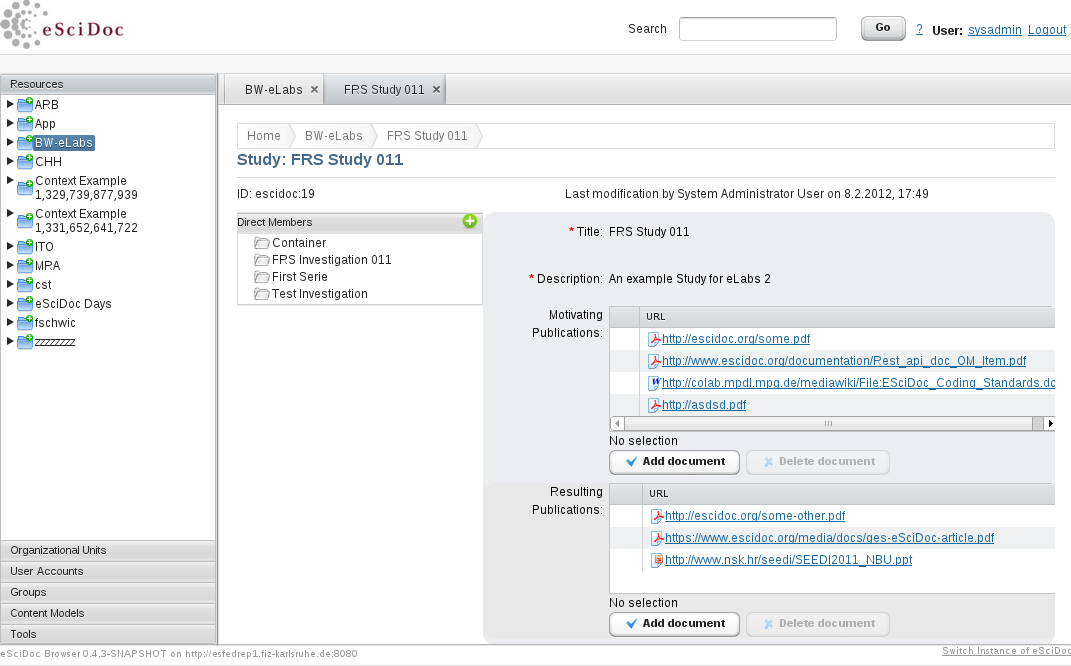 eSciDoc
Search
Go
? User: sysadmin Logout
Resources
ARB
App
BW-eLabs
CHH
Context Example
1,329,739,877,939
Context Example
1,331,652,641,722
ITO
MRA
cst
eSciDoc Days
fschwic
zzzzzzzz
Organizational Units
User Accounts
Groups
Content Models
Tools
BW-eLabs × FRS Study 011 ×
Home BW-eLabs FRS Study 011
Study: FRS Study 011
ID: escidoc:19 Last modification by System Administrator User on 8.2.2012, 17:49
Direct Members
Container
FRS Investigation 011
First Serie
Test Investigation
* Title: FRS Study 011
* Description: An example Study for eLabs 2
Motivating
Publications:
URL
http://escidoc.org/some.pdf
http://www.escidoc.org/documentation/Rest_api_doc_OM_Item.pdf
http://colab.mpdl.mpg.de/mediawiki/File:ESciDoc_Coding_Standards.do
http://asdsd.pdf
No selection
Add document Delete document
Resulting
Publications:
URL
http://escidoc.org/some-other.pdf
https://www.escidoc.org/media/docs/ges-eSciDoc-article.pdf
http://www.nsk.hr/seedi/SEEDI2011_NBU.ppt
No selection
Add document Delete document
eSciDoc Browser 0.4.3-SNAPSHOT on http://esfedrep1.fiz-karlsruhe.de:8080
Switch Instance of eSciDoc